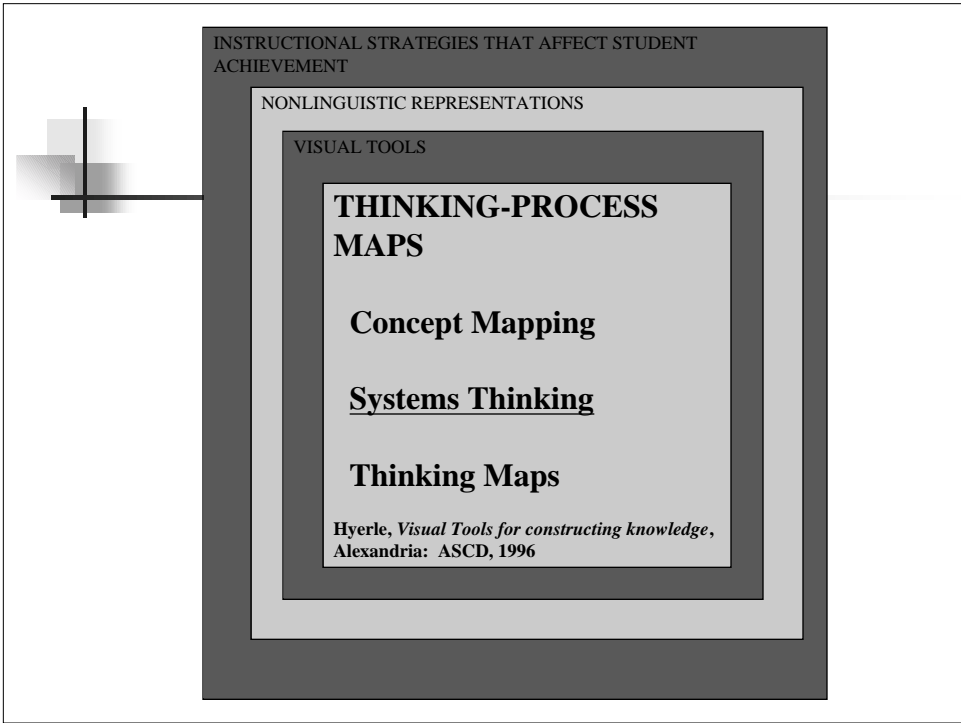 INSTRUCTIONAL STRATEGIES THAT AFFECT STUDENT
ACHIEVEMENT
NONLINGUISTIC REPRESENTATIONS
VISUAL TOOLS
THINKING-PROCESS
MAPS
Concept Mapping
Systems Thinking
Thinking Maps
Hyerle, Visual Tools for constructing knowledge,
Alexandria: ASCD, 1996